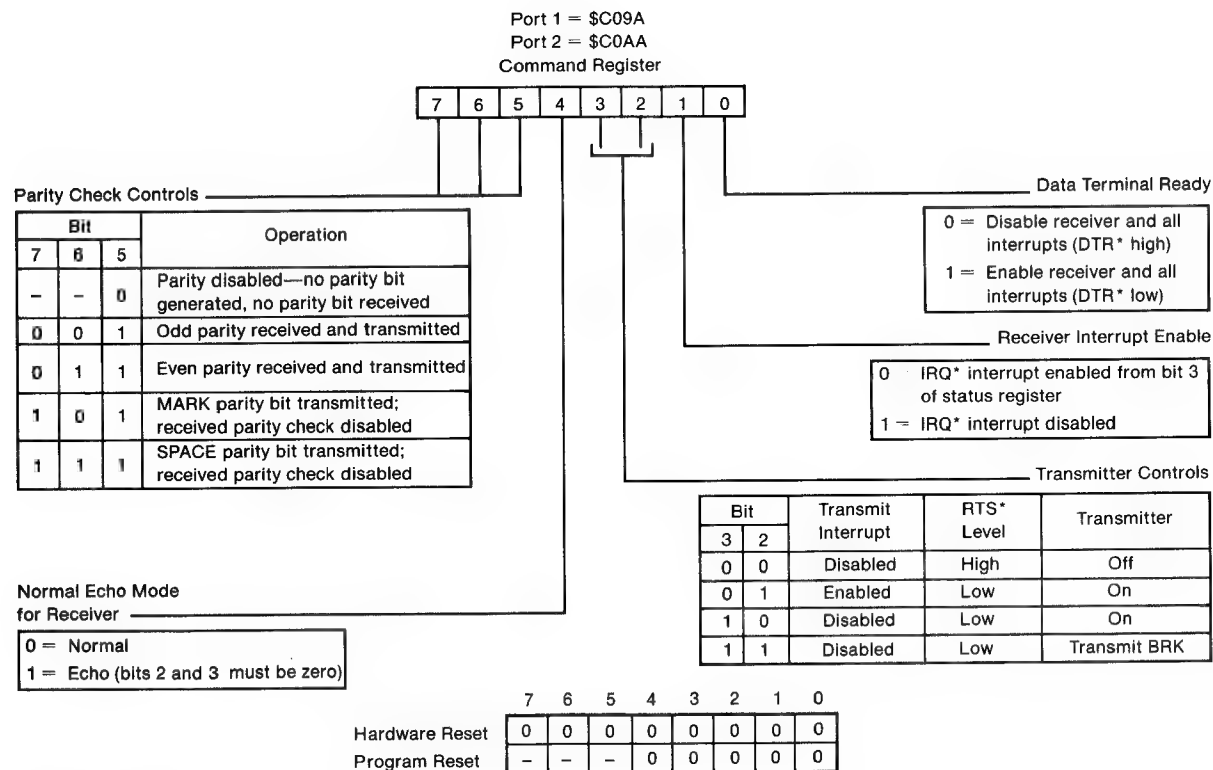 Port 1 = $C09A
Port 2 = $C0AA
Command Register
7 6 5 4 3 2 1 0
Parity Check Controls
Bit Operation
7 6 5
– – 0 Parity disabled—no parity bit
generated, no parity bit received
0 0 1 Odd parity received and transmitted
0 1 1 Even parity received and transmitted
1 0 1 MARK parity bit transmitted;
received parity check disabled
1 1 1 SPACE parity bit transmitted;
received parity check disabled
Normal Echo Mode
for Receiver
0 = Normal
1 = Echo (bits 2 and 3 must be zero)
Data Terminal Ready
0 = Disable receiver and all
interrupts (DTR* high)
1 = Enable receiver and all
interrupts (DTR* low)
Receiver Interrupt Enable
0 IRQ* interrupt enabled from bit 3
of status register
1 = IRQ* interrupt disabled
Transmitter Controls
Bit Transmit RTS* Transmitter
3 2 Interrupt Level
0 0 Disabled High Off
0 1 Enabled Low On
1 0 Disabled Low On
1 1 Disabled Low Transmit BRK
7 6 5 4 3 2 1 0
Hardware Reset 0 0 0 0 0 0 0 0
Program Reset – – – 0 0 0 0 0